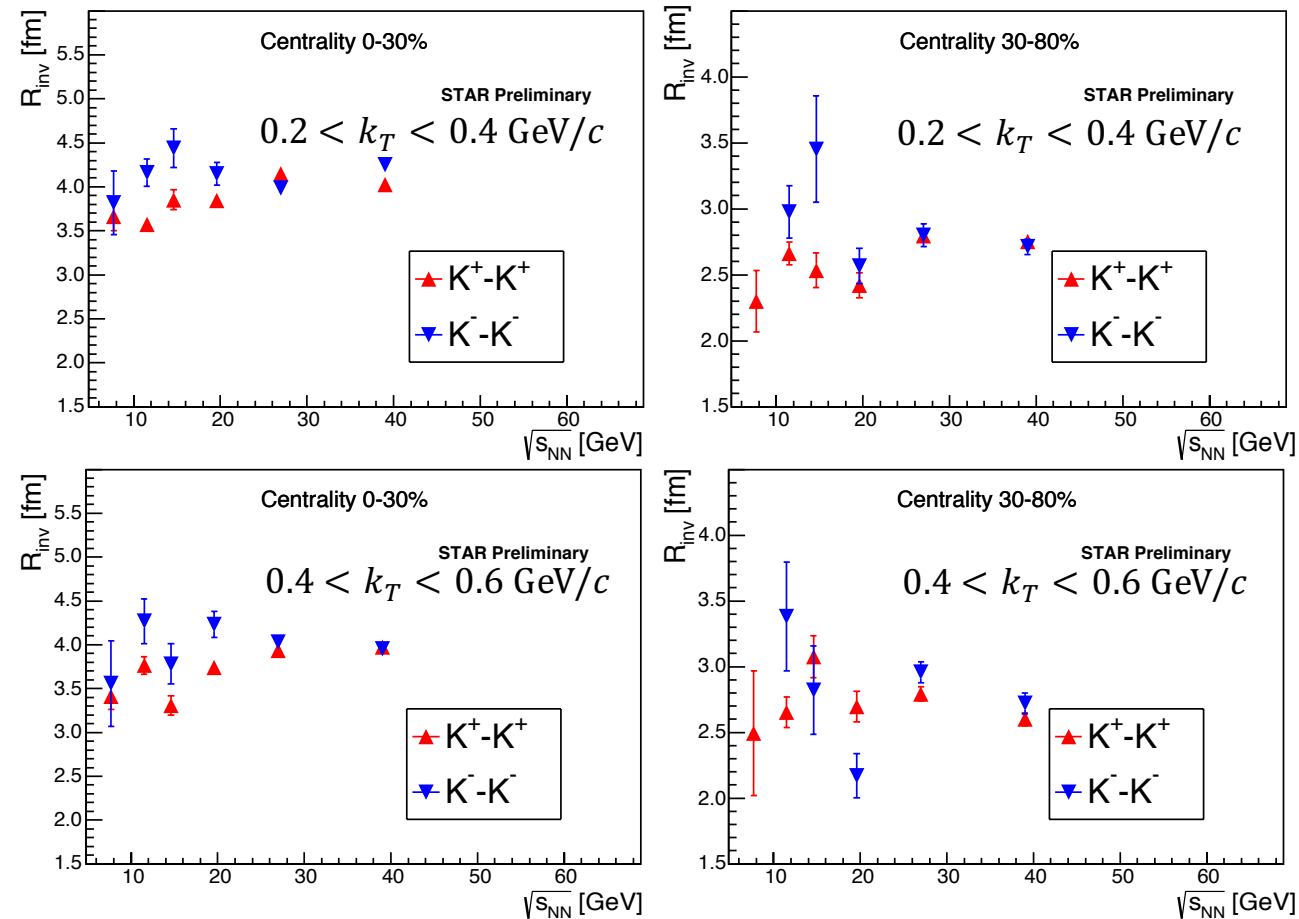 R_inv [fm]
Centrality 0-30%
STAR Preliminary
0.2 < k_T < 0.4 GeV/c
5.5
5.0
4.5
4.0
3.5
3.0
2.5
2.0
1.5
K⁺-K⁺
K⁻-K⁻
10 20 30 40 50 60
√s_NN [GeV]
R_inv [fm]
Centrality 30-80%
STAR Preliminary
0.2 < k_T < 0.4 GeV/c
4.0
3.5
3.0
2.5
2.0
1.5
K⁺-K⁺
K⁻-K⁻
10 20 30 40 50 60
√s_NN [GeV]
R_inv [fm]
Centrality 0-30%
STAR Preliminary
0.4 < k_T < 0.6 GeV/c
5.5
5.0
4.5
4.0
3.5
3.0
2.5
2.0
1.5
K⁺-K⁺
K⁻-K⁻
10 20 30 40 50 60
√s_NN [GeV]
R_inv [fm]
Centrality 30-80%
STAR Preliminary
0.4 < k_T < 0.6 GeV/c
4.0
3.5
3.0
2.5
2.0
1.5
K⁺-K⁺
K⁻-K⁻
10 20 30 40 50 60
√s_NN [GeV]